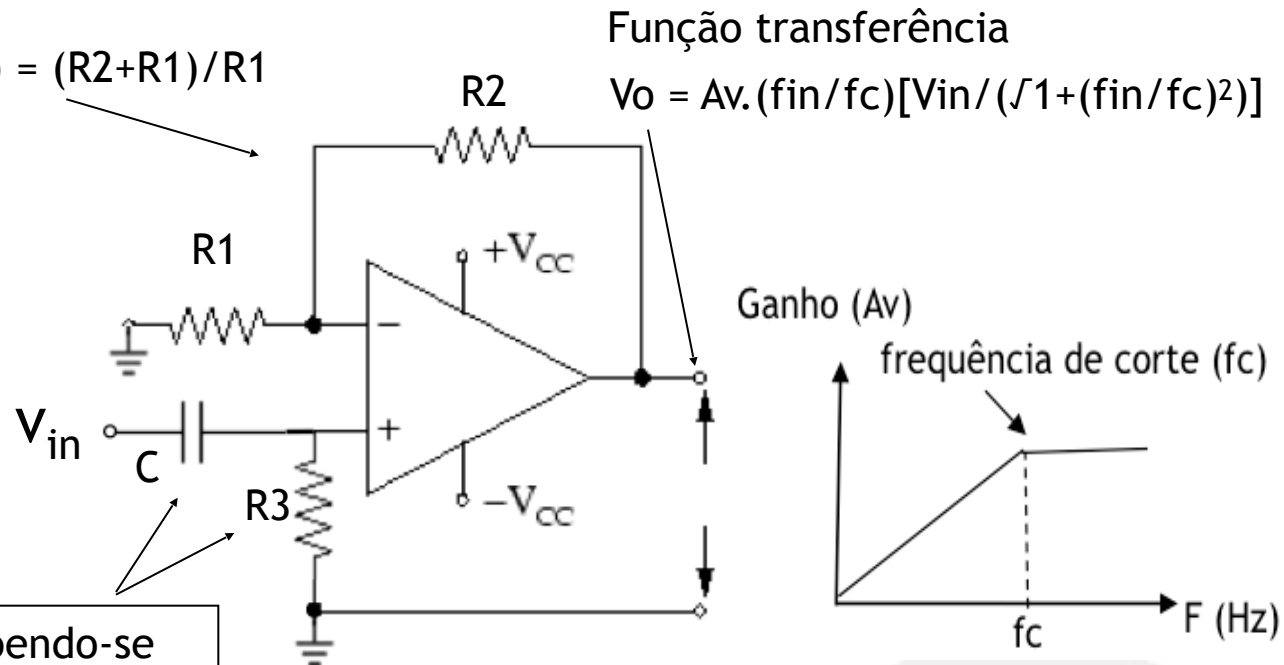 Função transferência
) = (R2+R1)/R1
Vo = Av.(fin/fc)[Vin/(√1+(fin/fc)²)]
R2
R1
+VCC
−
+
−VCC
Vin
C
R3
Ganho (Av)
frequência de corte (fc)
fc
F (Hz)